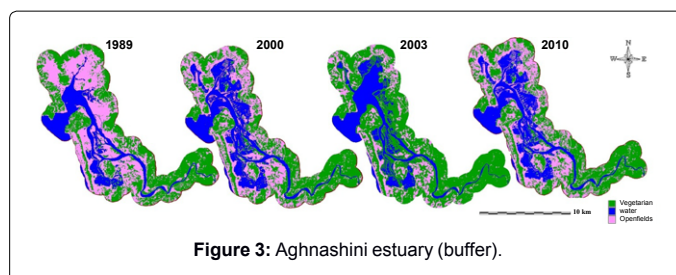 1989 2000 2003 2010
N
W E
S
Vegetarian
water
Openfields
10 km
Figure 3: Aghnashini estuary (buffer).